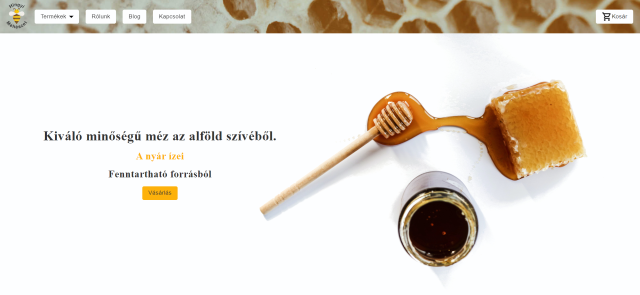 Termékek
Rólunk
Blog
Kapcsolat
Kosár
Kiváló minőségű méz az alföld szívéből.
A nyár ízei
Fenntartható forrásból
Vásárlás